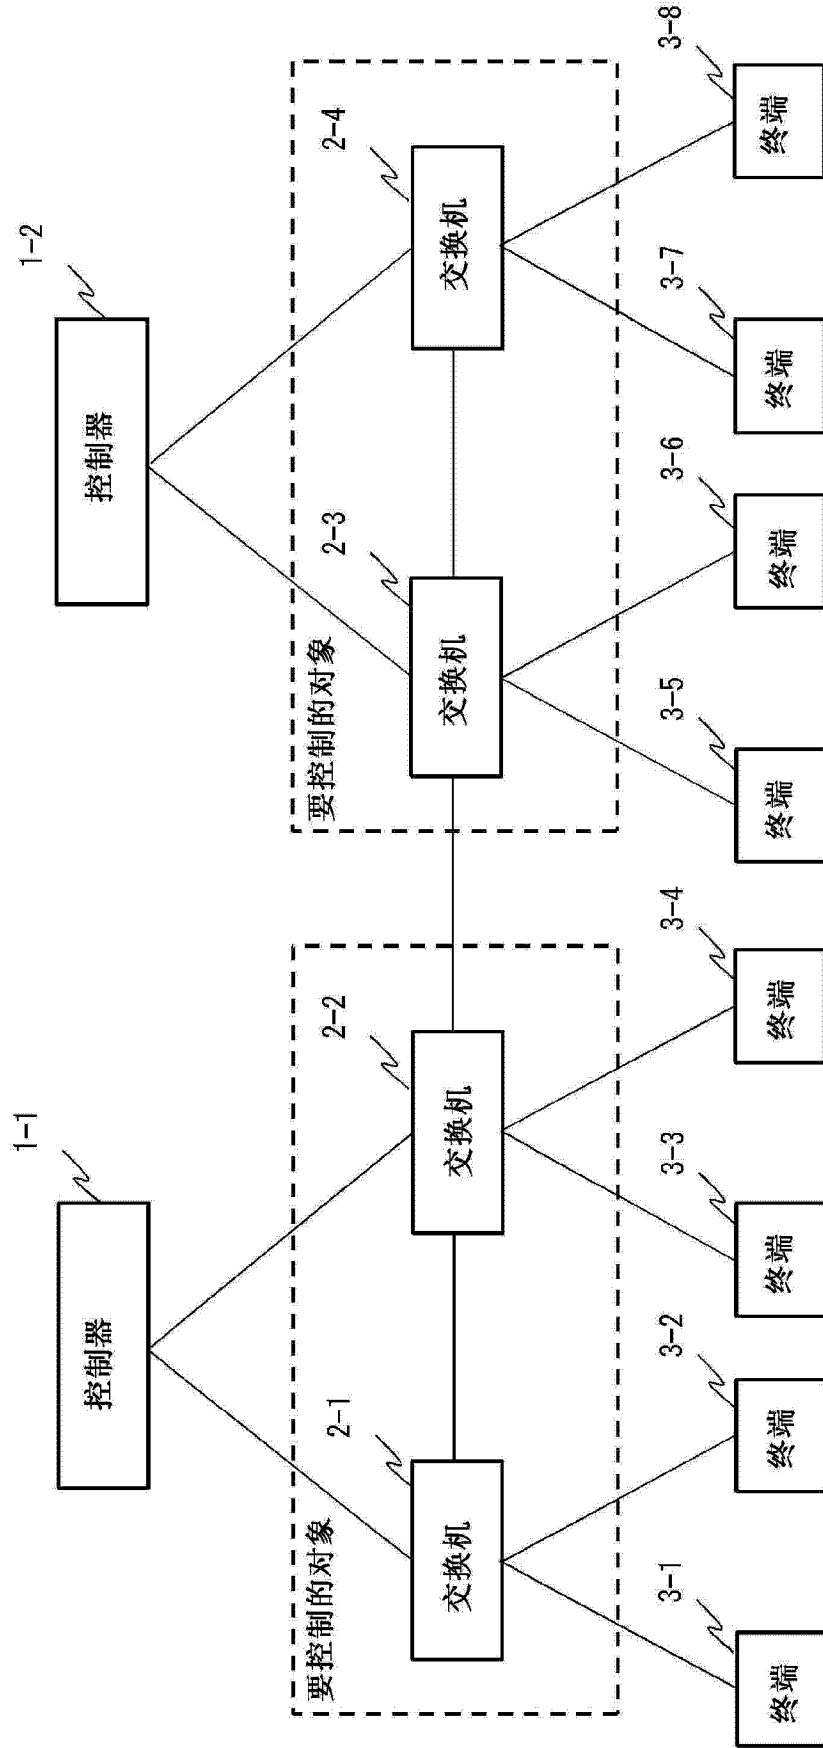 1-1
控制器
1-2
控制器
要控制的对象
2-1
交换机
2-2
交换机
要控制的对象
2-3
交换机
2-4
交换机
3-1
终端
3-2
终端
3-3
终端
3-4
终端
3-5
终端
3-6
终端
3-7
终端
3-8
终端